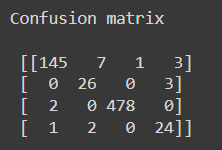 Confusion matrix
[[145 7 1 3]
[ 0 26 0 3]
[ 2 0 478 0]
[ 1 2 0 24]]